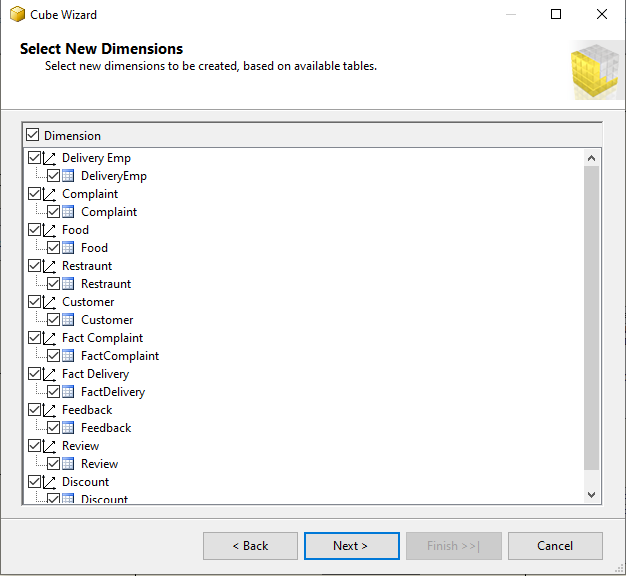 Cube Wizard
Select New Dimensions
Select new dimensions to be created, based on available tables.
Dimension
Delivery Emp
DeliveryEmp
Complaint
Complaint
Food
Food
Restraunt
Restraunt
Customer
Customer
Fact Complaint
FactComplaint
Fact Delivery
FactDelivery
Feedback
Feedback
Review
Review
Discount
Discount
< Back
Next >
Finish >>|
Cancel